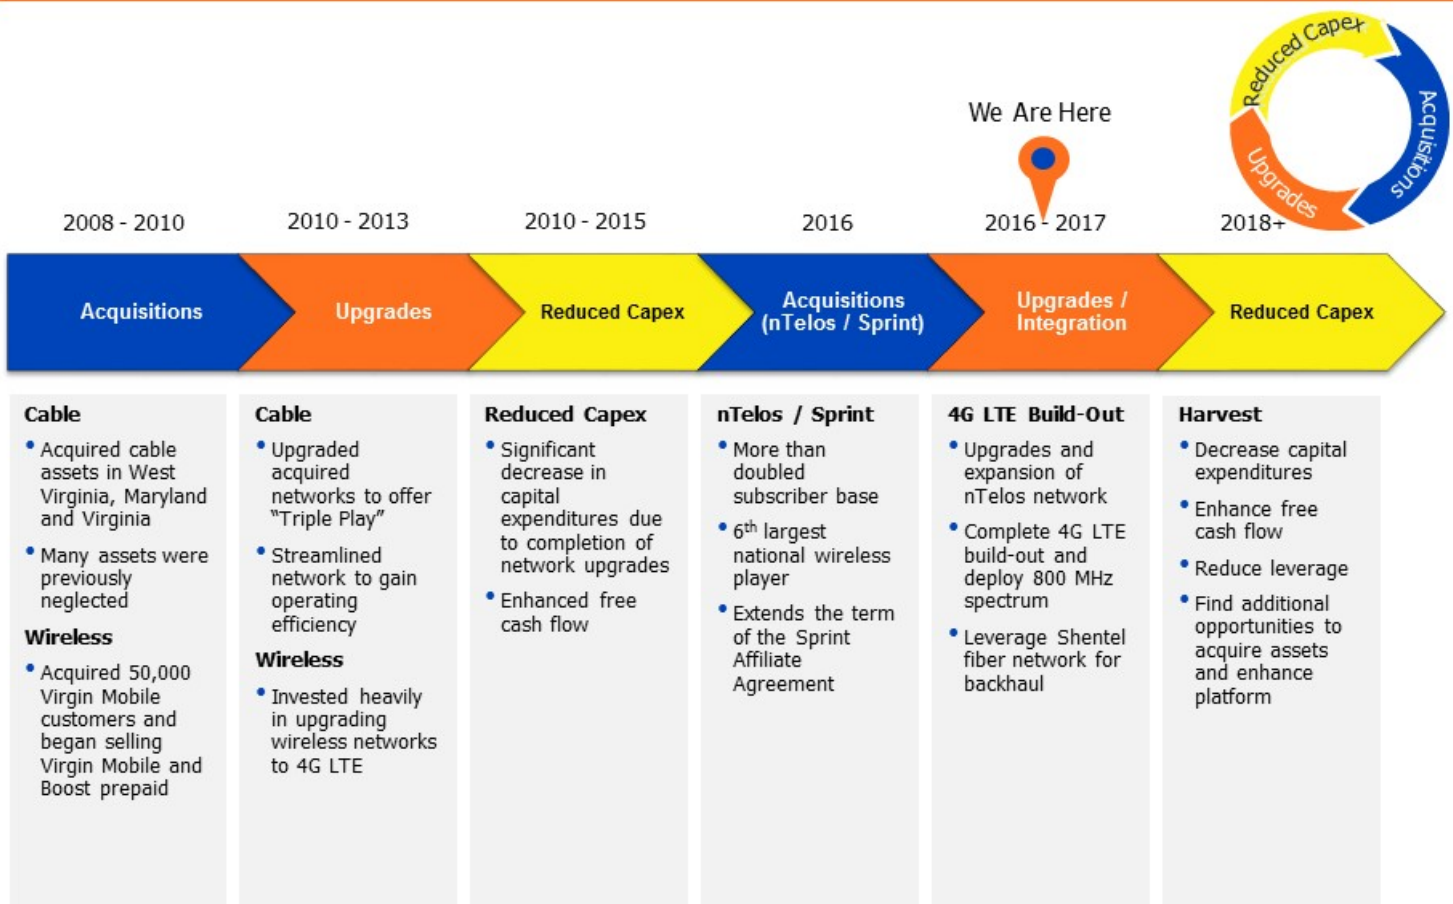 Reduced Capex
Acquisitions
Upgrades
We Are Here
2008 - 2010
2010 - 2013
2010 - 2015
2016
2016 - 2017
2018+
Acquisitions
Upgrades
Reduced Capex
Acquisitions
(nTelos / Sprint)
Upgrades /
Integration
Reduced Capex
Cable
• Acquired cable
assets in West
Virginia, Maryland
and Virginia
• Many assets were
previously
neglected
Wireless
• Acquired 50,000
Virgin Mobile
customers and
began selling
Virgin Mobile and
Boost prepaid
Cable
• Upgraded
acquired
networks to offer
“Triple Play”
• Streamlined
network to gain
operating
efficiency
Wireless
• Invested heavily
in upgrading
wireless networks
to 4G LTE
Reduced Capex
• Significant
decrease in
capital
expenditures due
to completion of
network upgrades
• Enhanced free
cash flow
nTelos / Sprint
• More than
doubled
subscriber base
• 6th largest
national wireless
player
• Extends the term
of the Sprint
Affiliate
Agreement
4G LTE Build-Out
• Upgrades and
expansion of
nTelos network
• Complete 4G LTE
build-out and
deploy 800 MHz
spectrum
• Leverage Shentel
fiber network for
backhaul
Harvest
• Decrease capital
expenditures
• Enhance free
cash flow
• Reduce leverage
• Find additional
opportunities to
acquire assets
and enhance
platform